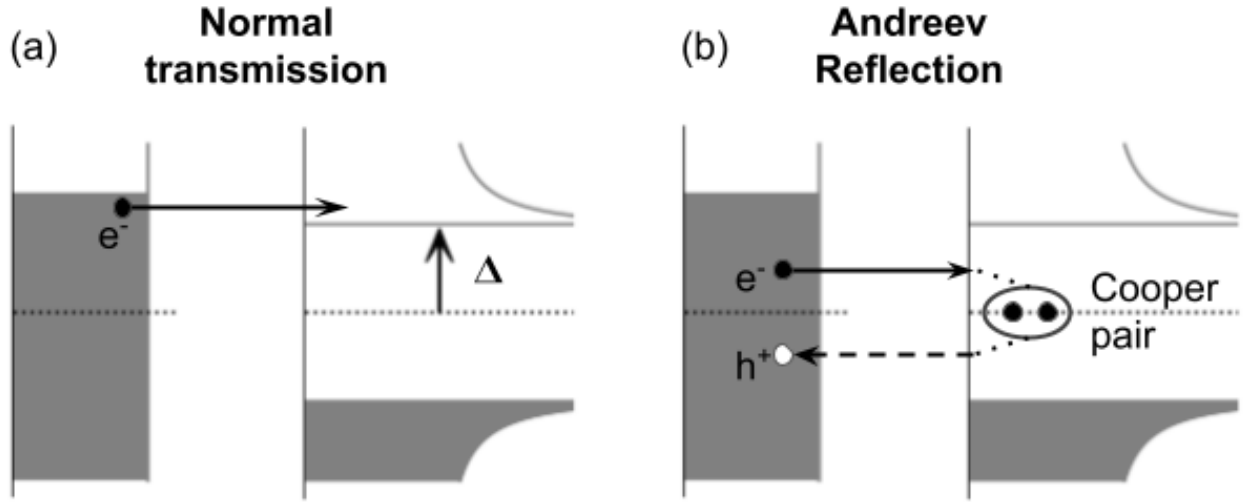 (a)
Normal
transmission
e⁻
Δ
(b)
Andreev
Reflection
e⁻
h⁺
Cooper
pair